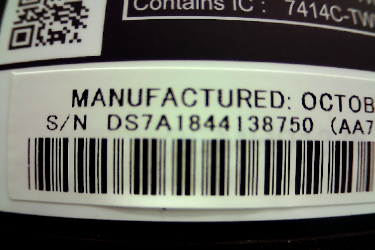 Contains IC : 7414C-TW
MANUFACTURED: OCTOB
S/N DS7A1844138750 (AA7